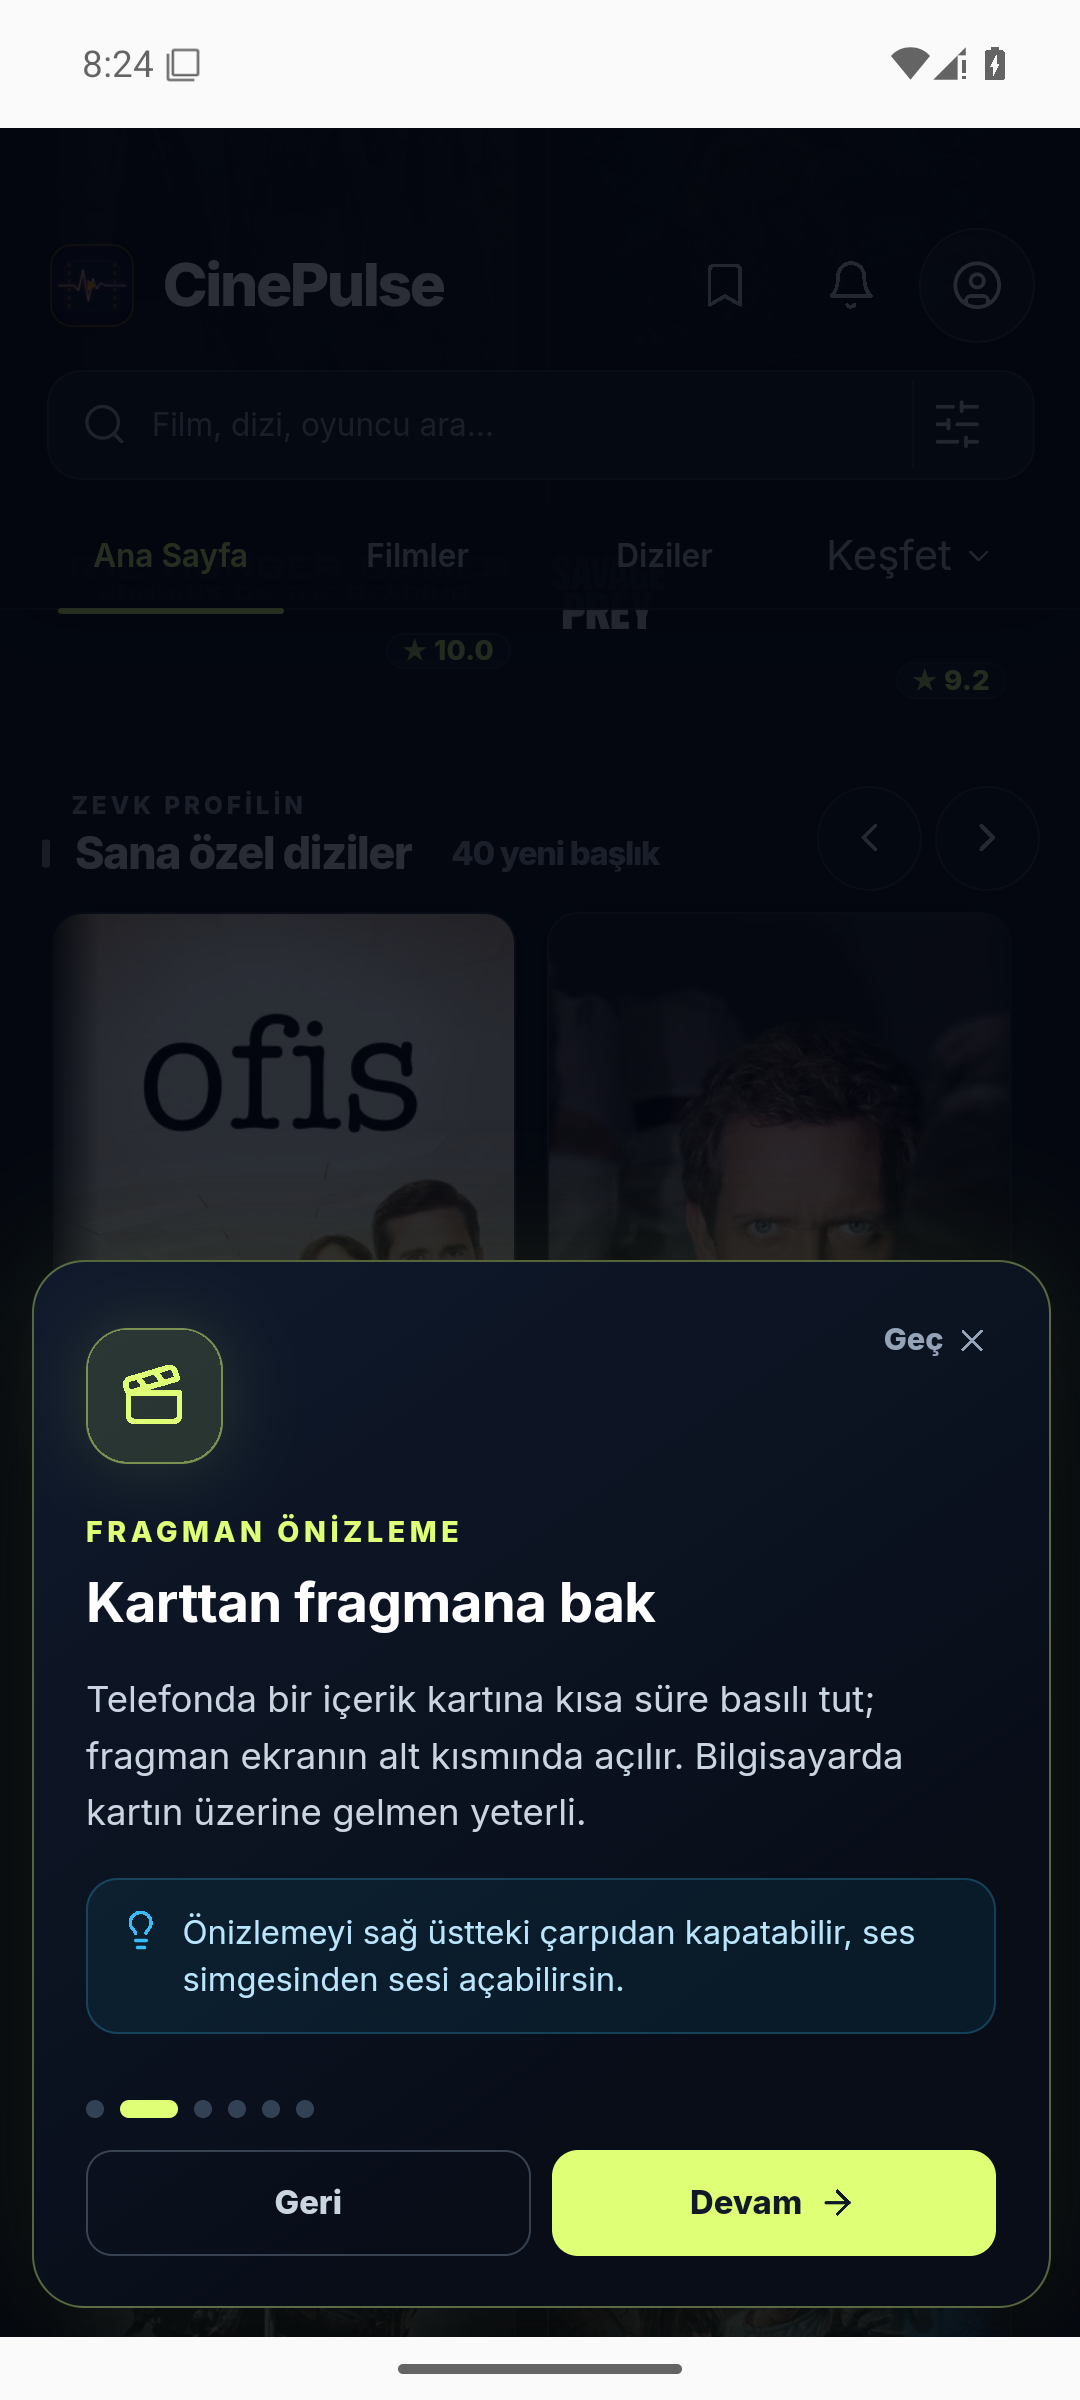 8:24
CinePulse
Film, dizi, oyuncu ara...
Ana Sayfa
Filmler
Diziler
Keşfet
SAVAGE
PREY
★ 10.0
★ 9.2
ZEVK PROFİLİN
Sana özel diziler 40 yeni başlık
ofis
Geç
FRAGMAN ÖNİZLEME
Karttan fragmana bak
Telefonda bir içerik kartına kısa süre basılı tut;
fragman ekranın alt kısmında açılır. Bilgisayarda
kartın üzerine gelmen yeterli.
Önizlemeyi sağ üstteki çarpıdan kapatabilir, ses
simgesinden sesi açabilirsin.
Geri
Devam